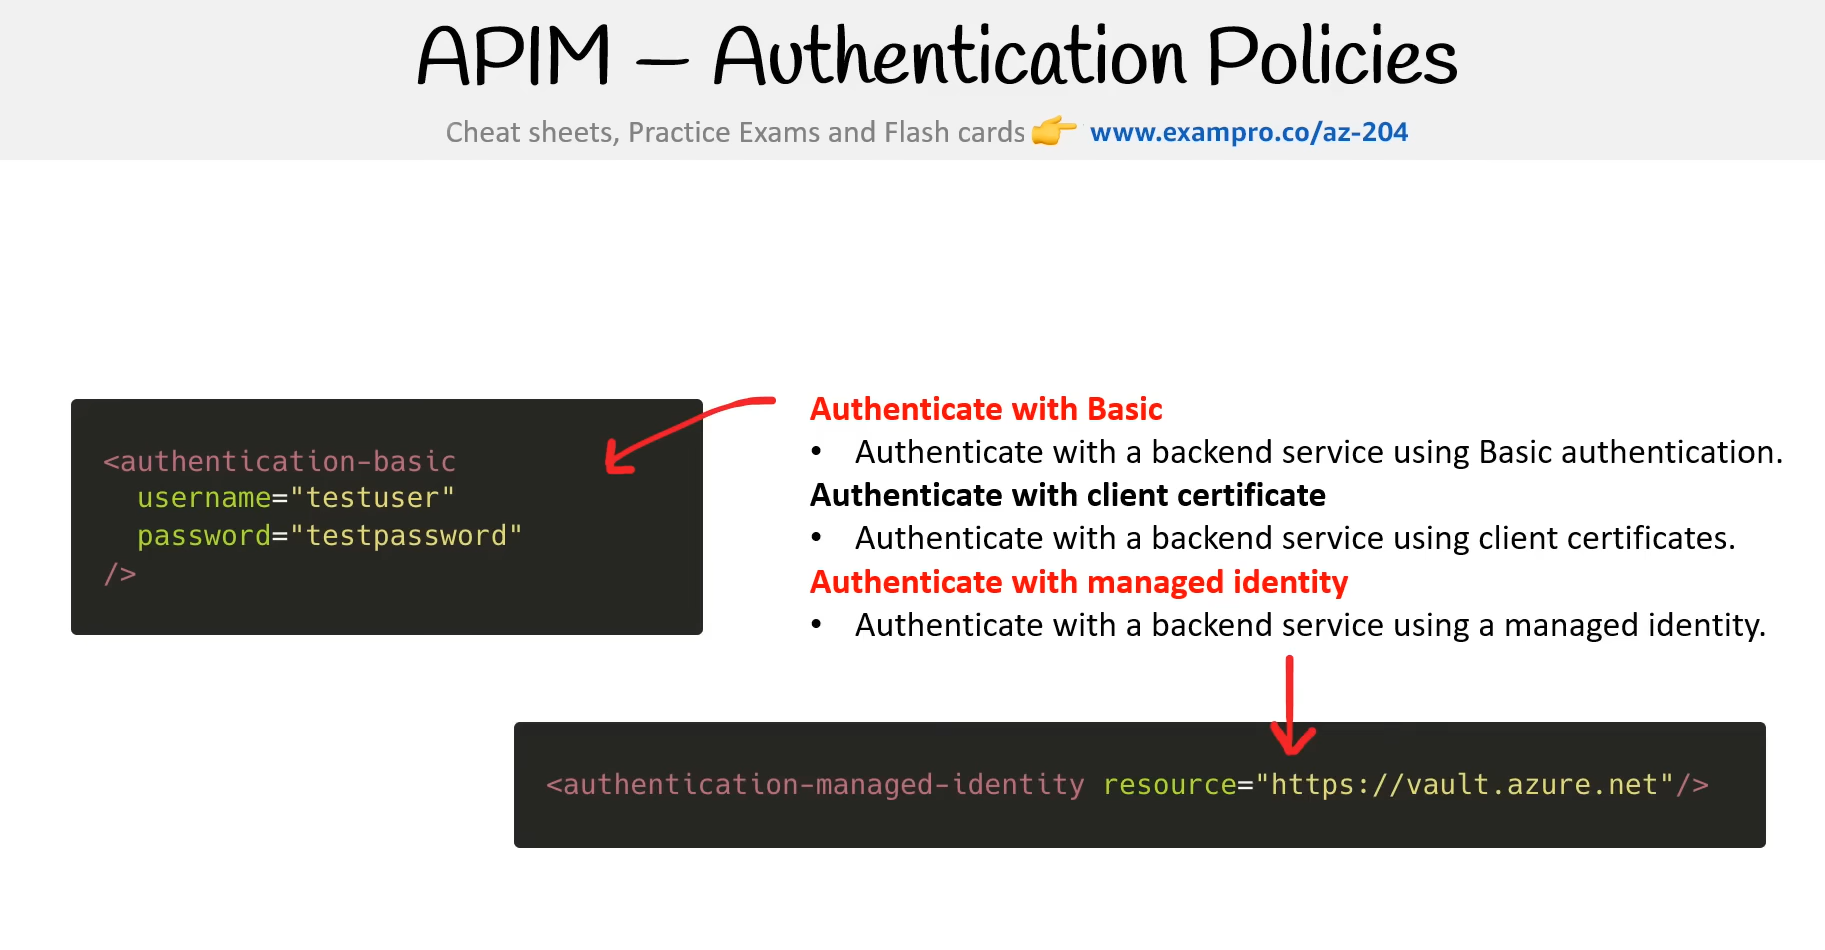 APIM – Authentication Policies
Cheat sheets, Practice Exams and Flash cards 👉 www.exampro.co/az-204
<authentication-basic
username="testuser"
password="testpassword"
/>
Authenticate with Basic
• Authenticate with a backend service using Basic authentication.
Authenticate with client certificate
• Authenticate with a backend service using client certificates.
Authenticate with managed identity
• Authenticate with a backend service using a managed identity.
<authentication-managed-identity resource="https://vault.azure.net"/>